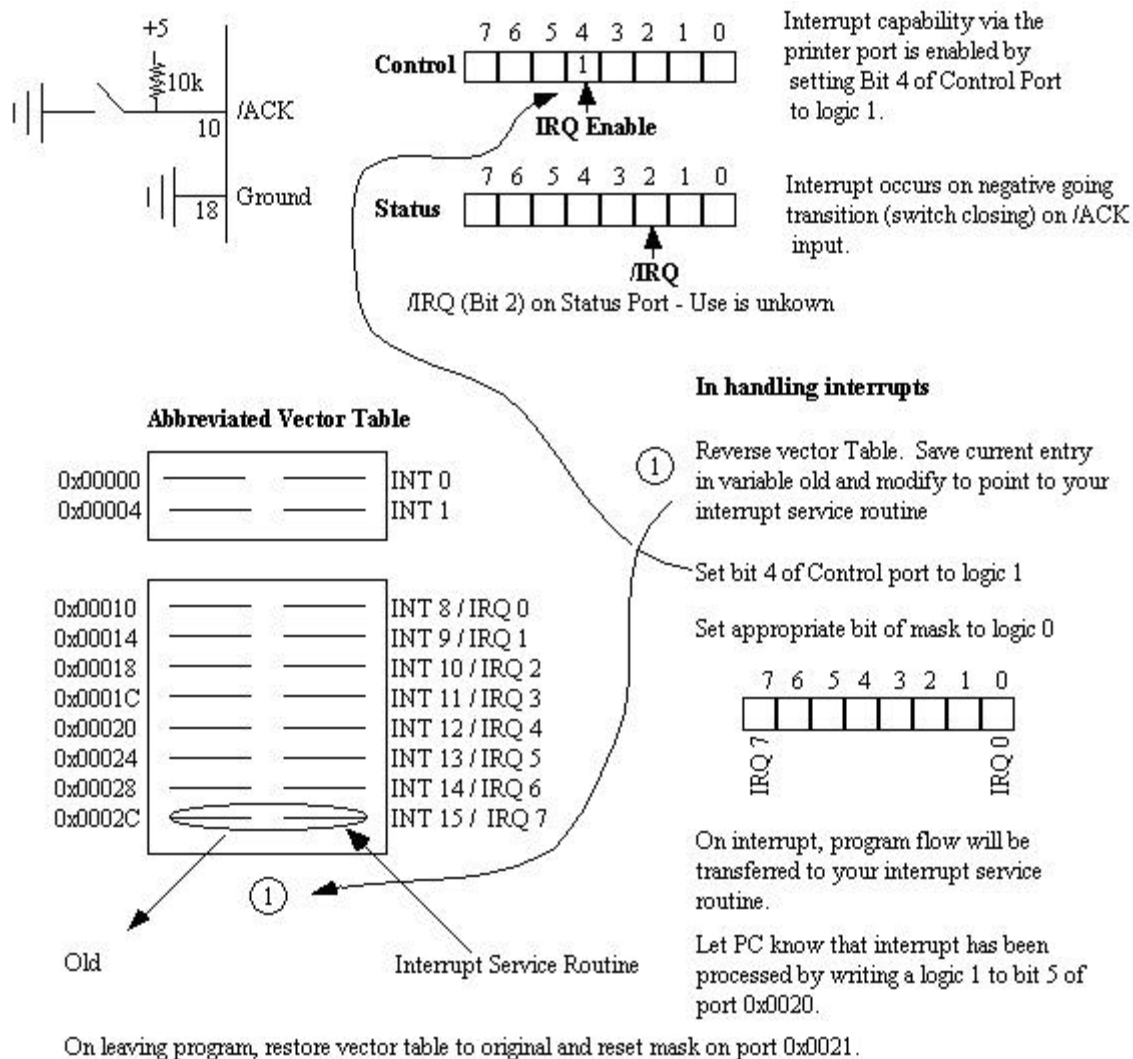 +5
10k
/ACK
10
Ground
18
7 6 5 4 3 2 1 0
Control
1
IRQ Enable
7 6 5 4 3 2 1 0
Status
/IRQ
/IRQ (Bit 2) on Status Port - Use is unkown
Interrupt capability via the
printer port is enabled by
setting Bit 4 of Control Port
to logic 1.
Interrupt occurs on negative going
transition (switch closing) on /ACK
input.
Abbreviated Vector Table
0x00000 INT 0
0x00004 INT 1
0x00010 INT 8 / IRQ 0
0x00014 INT 9 / IRQ 1
0x00018 INT 10 / IRQ 2
0x0001C INT 11 / IRQ 3
0x00020 INT 12 / IRQ 4
0x00024 INT 13 / IRQ 5
0x00028 INT 14 / IRQ 6
0x0002C INT 15 / IRQ 7
1
Old
Interrupt Service Routine
In handling interrupts
1
Reverse vector Table. Save current entry
in variable old and modify to point to your
interrupt service routine
Set bit 4 of Control port to logic 1
Set appropriate bit of mask to logic 0
7 6 5 4 3 2 1 0
IRQ 7
IRQ 0
On interrupt, program flow will be
transferred to your interrupt service
routine.
Let PC know that interrupt has been
processed by writing a logic 1 to bit 5 of
port 0x0020.
On leaving program, restore vector table to original and reset mask on port 0x0021.